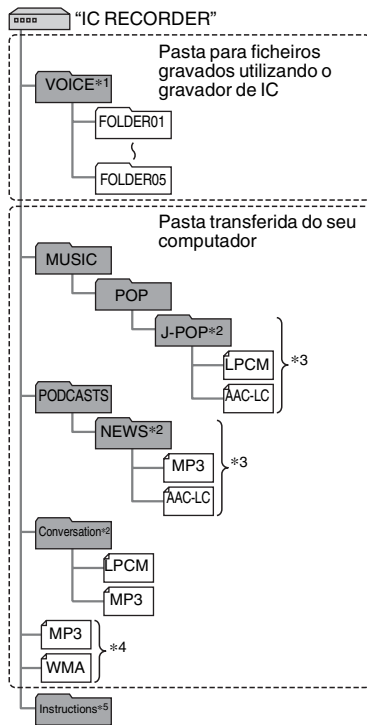 “IC RECORDER”
Pasta para ficheiros
gravados utilizando o
gravador de IC
VOICE*1
FOLDER01
FOLDER05
Pasta transferida do seu
computador
MUSIC
POP
J-POP*2
LPCM
*3
AAC-LC
PODCASTS
NEWS*2
MP3
*3
AAC-LC
Conversation*2
LPCM
MP3
MP3
*4
WMA
Instructions*5